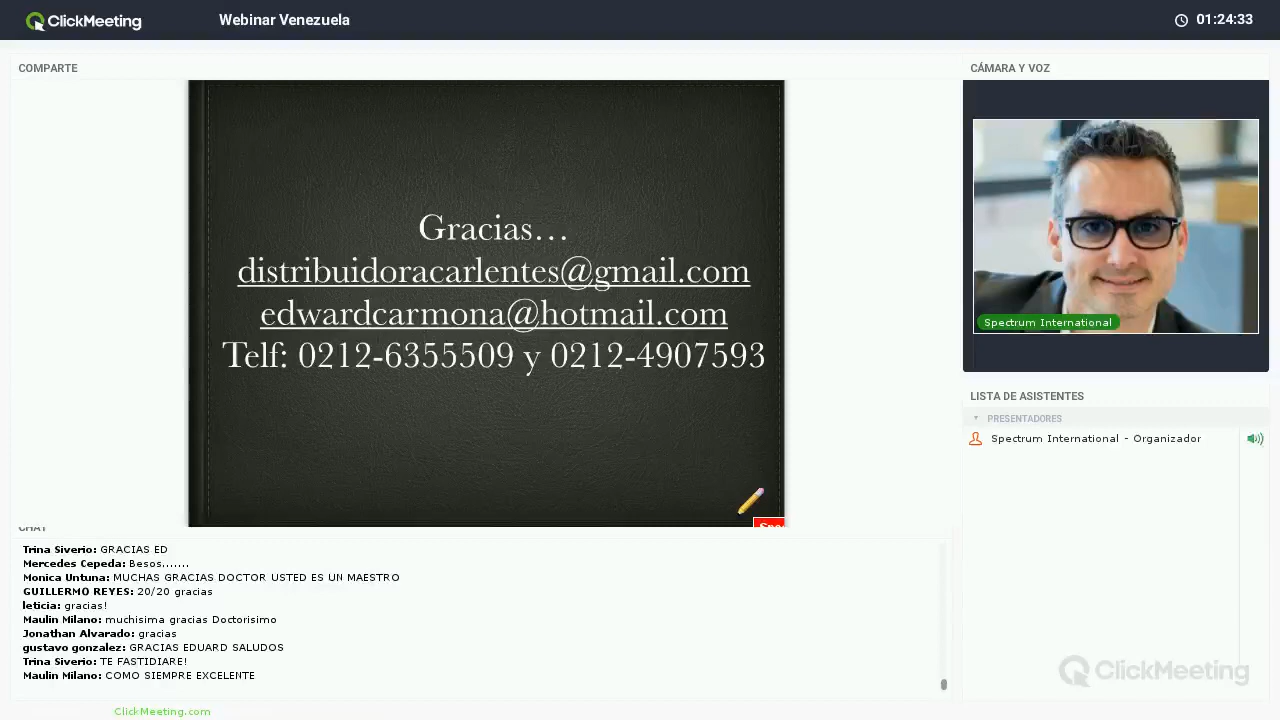 ClickMeeting
Webinar Venezuela
01:24:33
COMPARTE
CÁMARA Y VOZ
Gracias...
distribuidoracarlentes@gmail.com
edwardcarmona@hotmail.com
Telf: 0212-6355509 y 0212-4907593
Spectrum International
LISTA DE ASISTENTES
PRESENTADORES
Spectrum International - Organizador
CHAT
Trina Siverio: GRACIAS ED
Mercedes Cepeda: Besos.......
Monica Untuna: MUCHAS GRACIAS DOCTOR USTED ES UN MAESTRO
GUILLERMO REYES: 20/20 gracias
leticia: gracias!
Maulin Milano: muchisima gracias Doctorisimo
Jonathan Alvarado: gracias
gustavo gonzalez: GRACIAS EDUARD SALUDOS
Trina Siverio: TE FASTIDIARE!
Maulin Milano: COMO SIEMPRE EXCELENTE
ClickMeeting
ClickMeeting.com